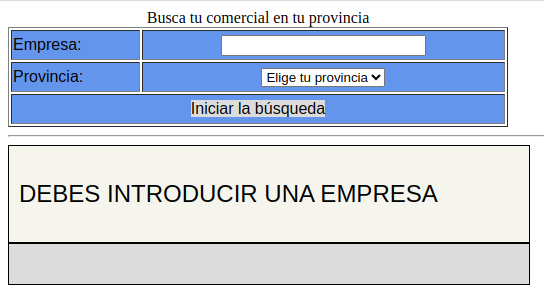 Busca tu comercial en tu provincia
Empresa:
Provincia:
Elige tu provincia
Iniciar la búsqueda
DEBES INTRODUCIR UNA EMPRESA